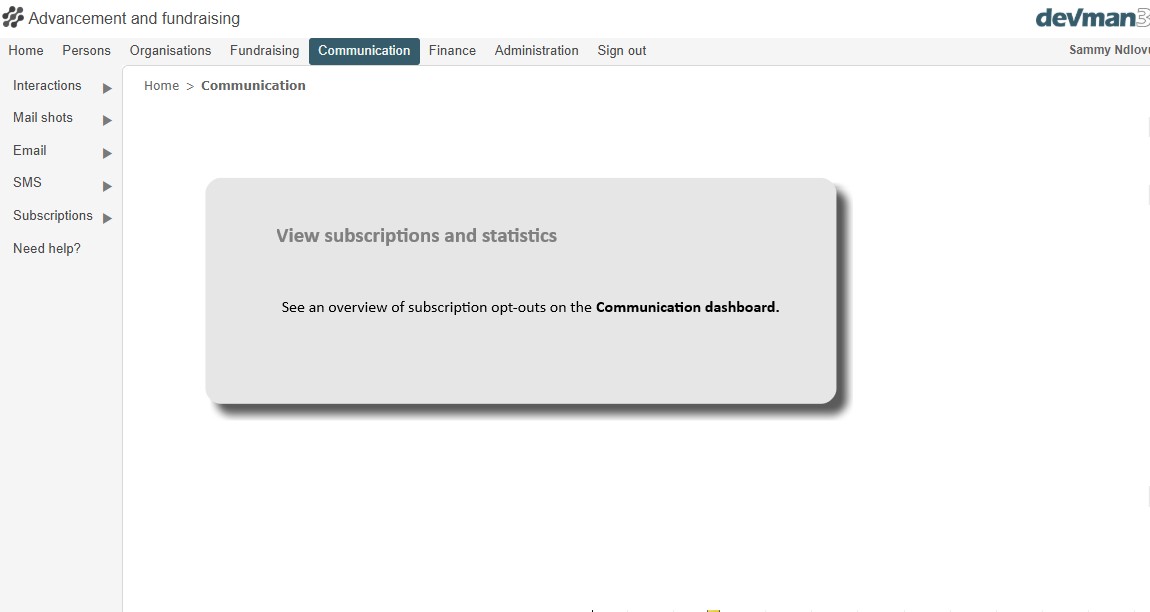 Advancement and fundraising
devman3
Home Persons Organisations Fundraising Communication Finance Administration Sign out
Sammy Ndlovu
Interactions
Mail shots
Email
SMS
Subscriptions
Need help?
Home > Communication
View subscriptions and statistics
See an overview of subscription opt-outs on the Communication dashboard.